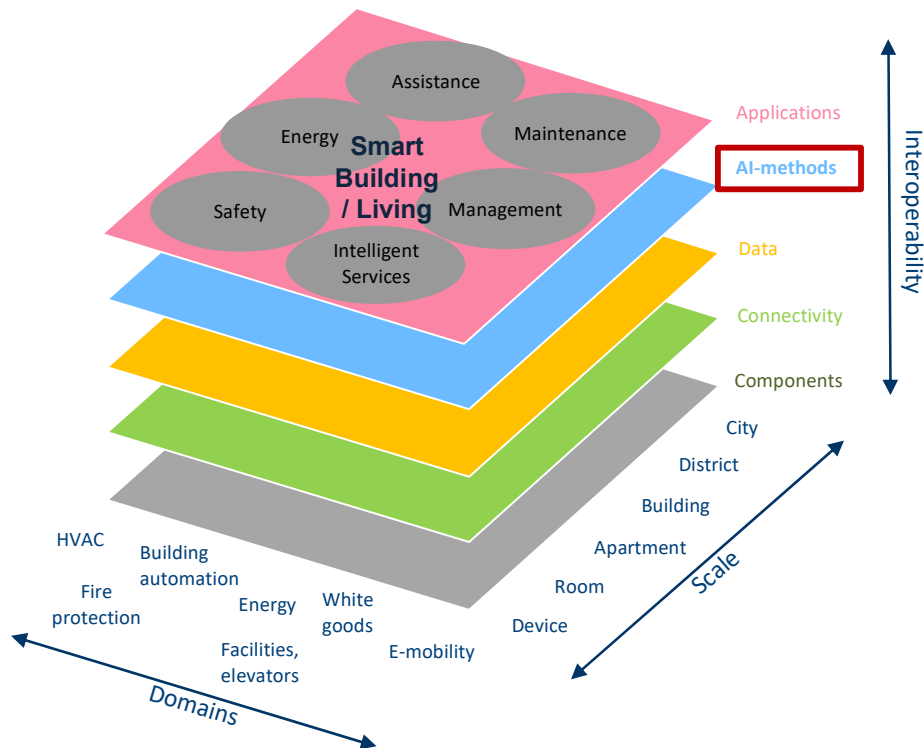 Assistance
Energy
Maintenance
Smart
Building
/ Living
Safety
Management
Intelligent
Services
Applications
AI-methods
Data
Connectivity
Components
Interoperability
City
District
Building
Apartment
Room
Device
Scale
HVAC
Building
automation
Fire
protection
Energy
White
goods
Facilities,
elevators
E-mobility
Domains